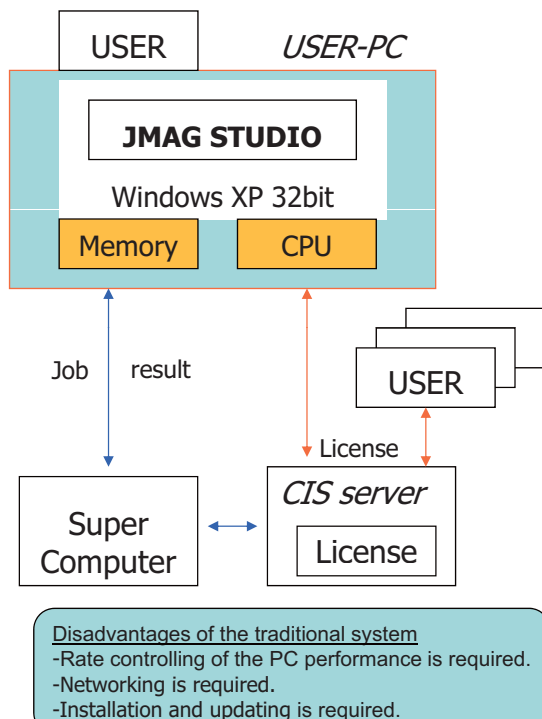 USER
USER-PC
JMAG STUDIO
Windows XP 32bit
Memory
CPU
Job
result
USER
License
Super
Computer
CIS server
License
Disadvantages of the traditional system
-Rate controlling of the PC performance is required.
-Networking is required.
-Installation and updating is required.